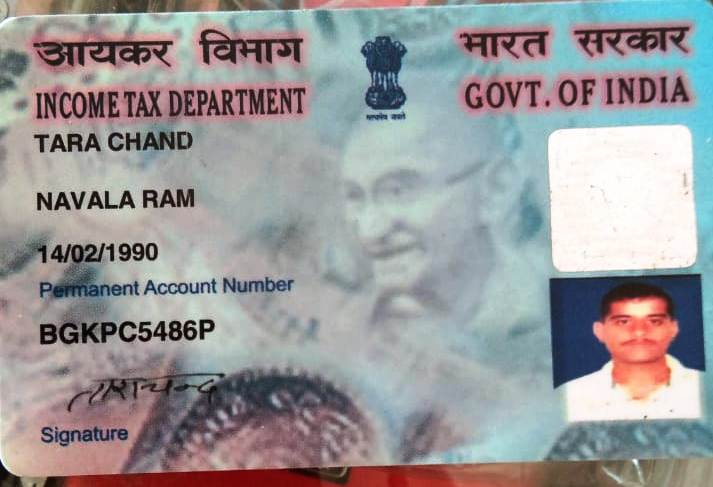 आयकर विभाग
भारत सरकार
INCOME TAX DEPARTMENT
GOVT. OF INDIA
सत्यमेव जयते
TARA CHAND
NAVALA RAM
14/02/1990
Permanent Account Number
BGKPC5486P
ताराचन्द
Signature